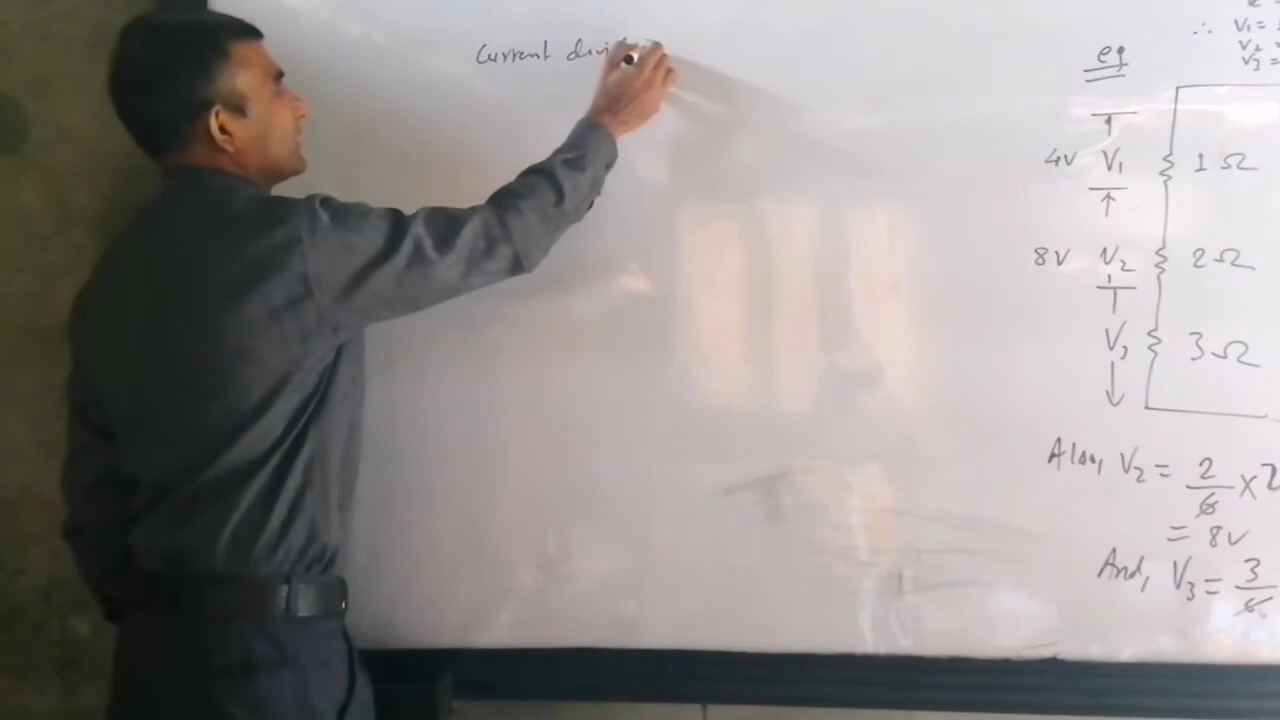 Current divi
∴ V₁ =
V₂ =
V₃ =
eg
4V V₁ 1Ω
8V V₂ 2Ω
V₃ 3Ω
Also, V₂ = 2/6 × 2
= 8V
And, V₃ = 3/6